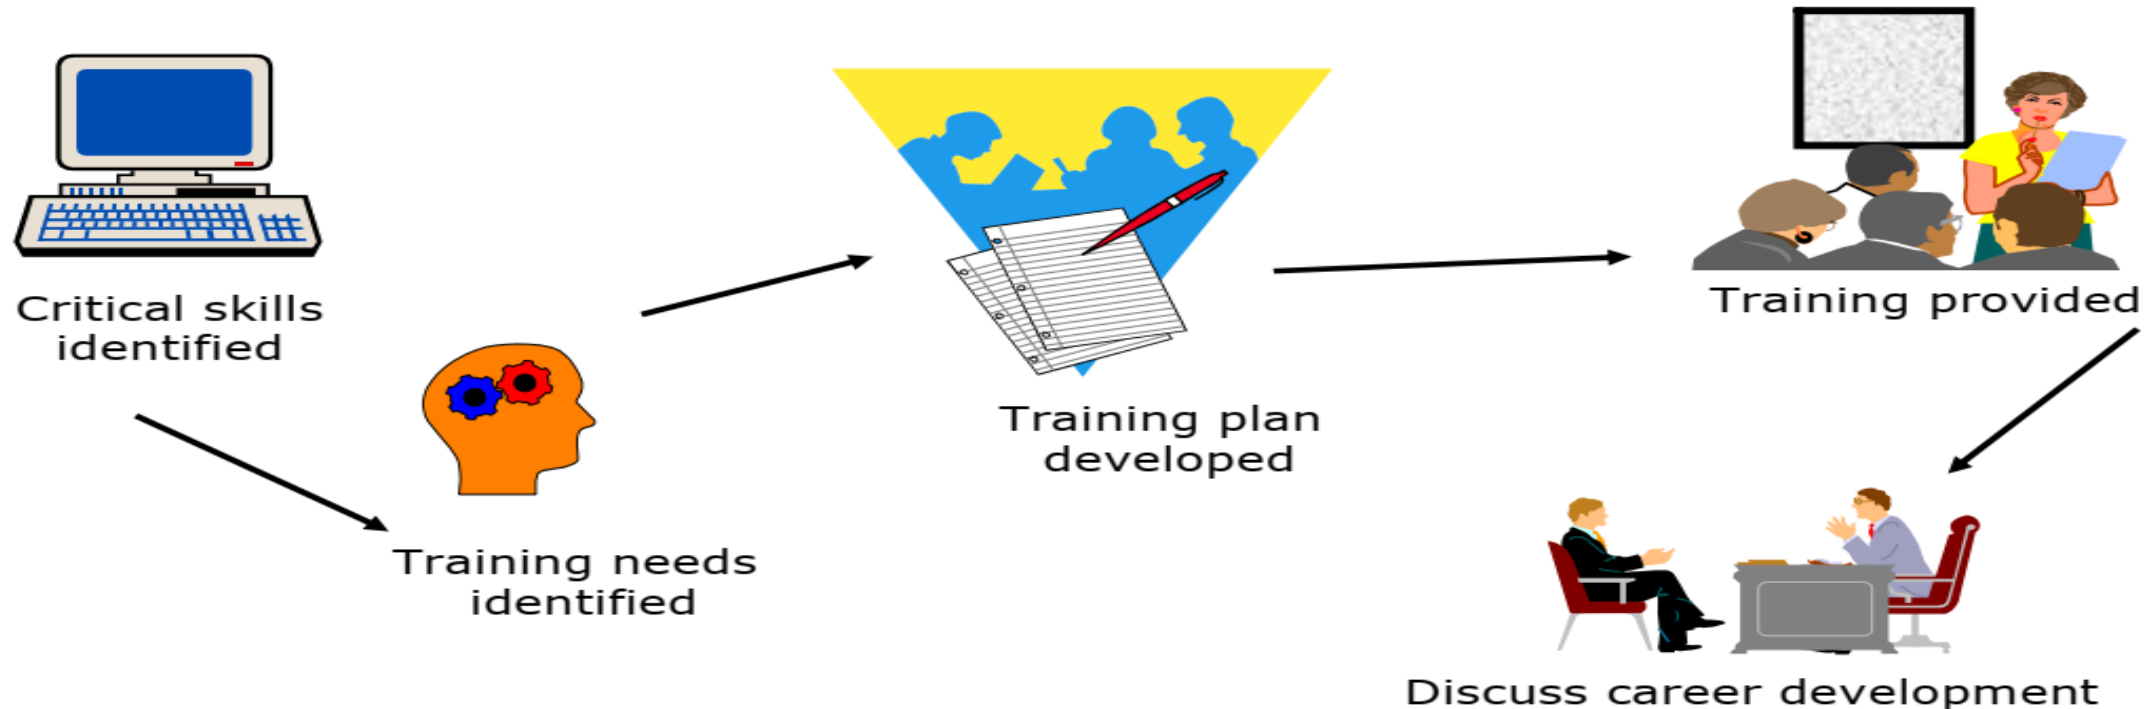 Critical skills
identified
Training needs
identified
Training plan
developed
Training provided
Discuss career development